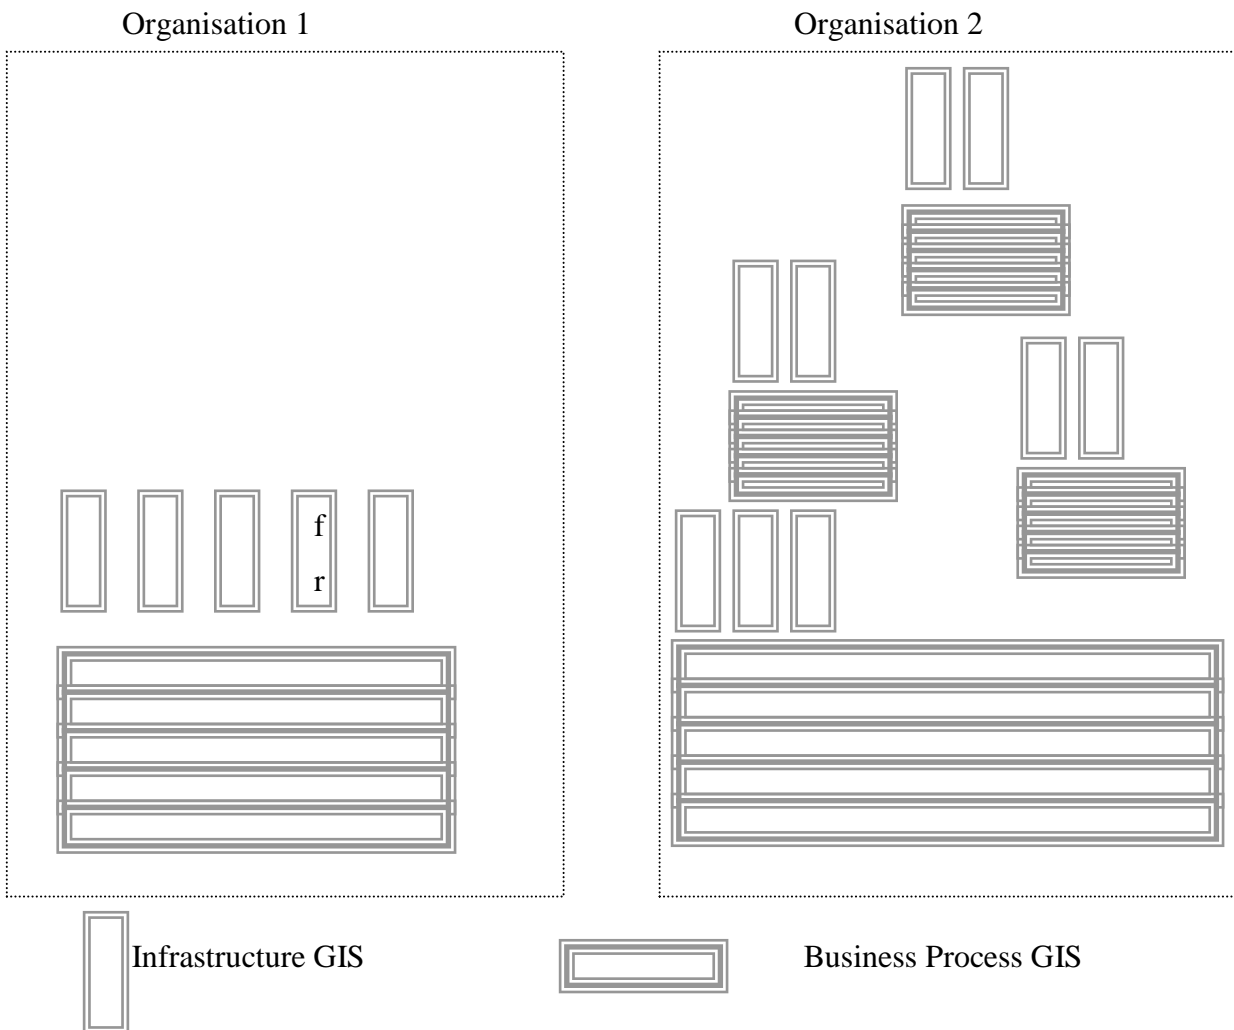 Organisation 1
Organisation 2
f
r
Infrastructure GIS
Business Process GIS